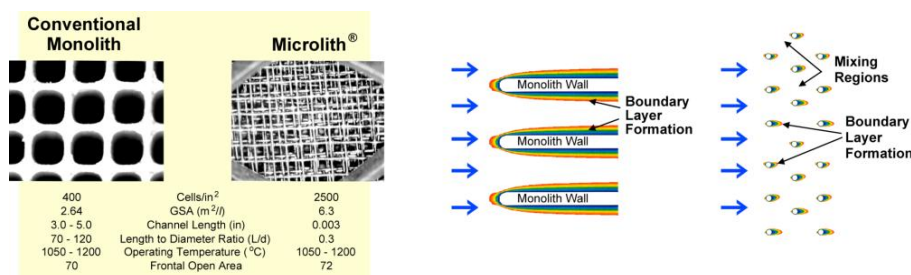 Conventional Monolith
Microlith®
400 Cells/in² 2500
2.64 GSA (m²/l) 6.3
3.0 - 5.0 Channel Length (in) 0.003
70 - 120 Length to Diameter Ratio (L/d) 0.3
1050 - 1200 Operating Temperature (°C) 1050 - 1200
70 Frontal Open Area 72
Monolith Wall
Boundary
Layer
Formation
Monolith Wall
Monolith Wall
Mixing
Regions
Boundary
Layer
Formation